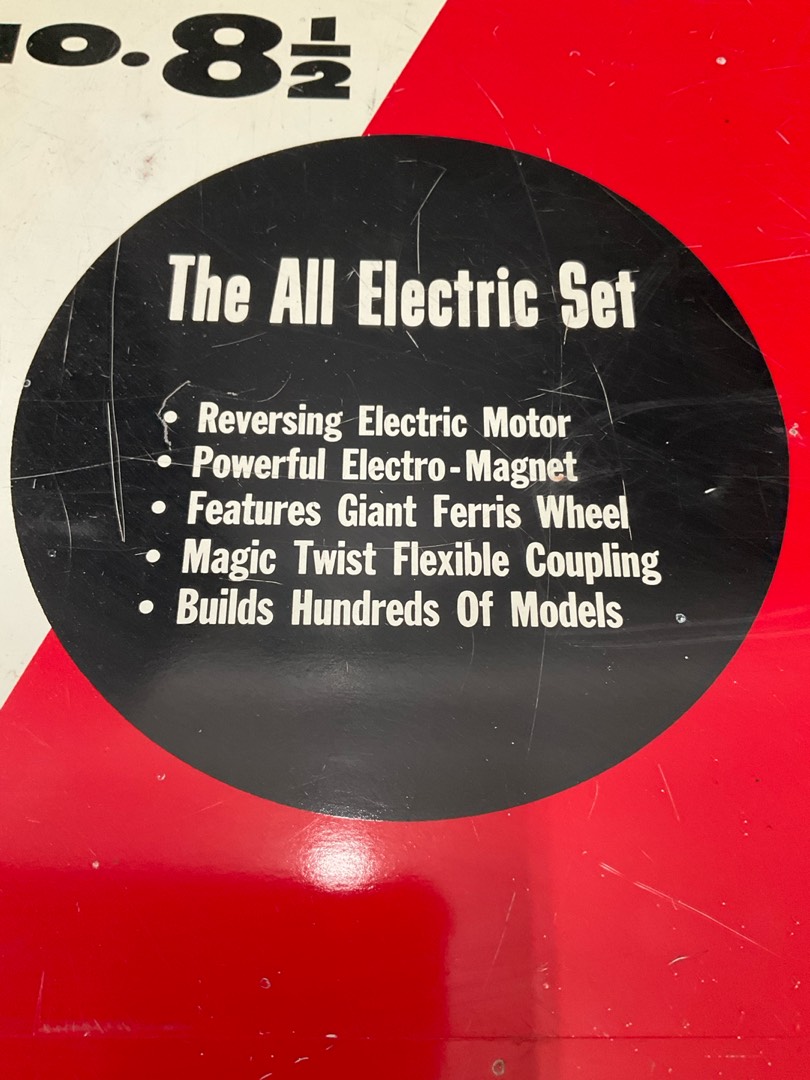 No. 8½
The All Electric Set
• Reversing Electric Motor
• Powerful Electro-Magnet
• Features Giant Ferris Wheel
• Magic Twist Flexible Coupling
• Builds Hundreds Of Models